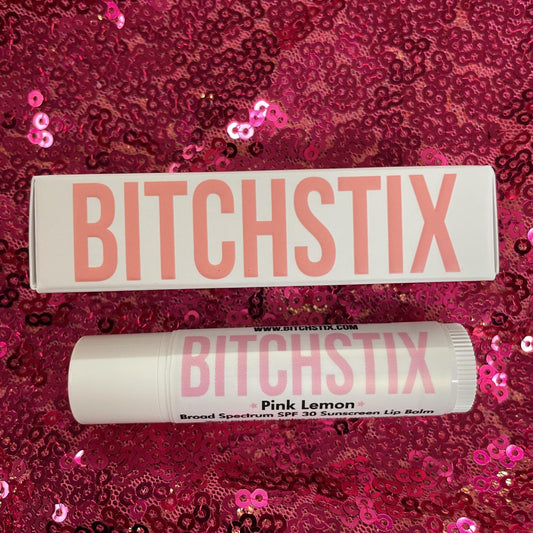 BITCHSTIX
WWW.BITCHSTIX.COM
BITCHSTIX
Pink Lemon
Broad Spectrum SPF 30 Sunscreen Lip Balm